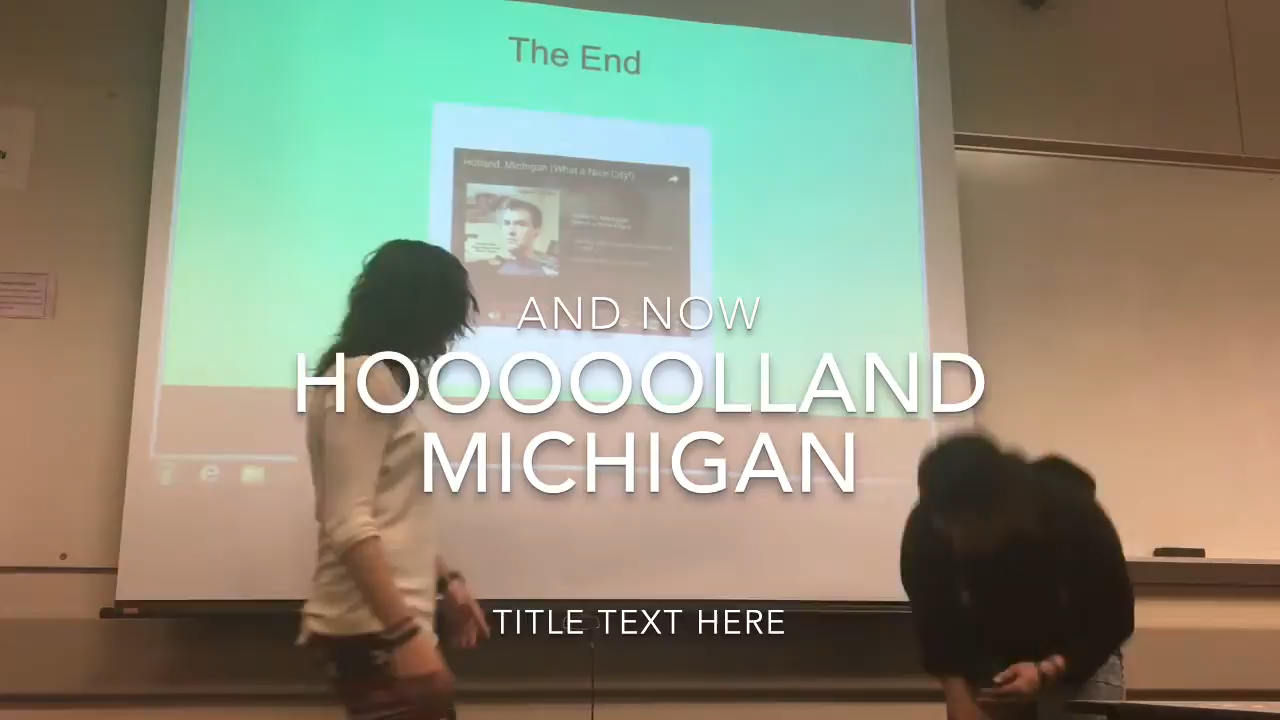 The End
Holland, Michigan (What a Nice City!)
AND NOW
HOOOOOLLAND
MICHIGAN
TITLE TEXT HERE